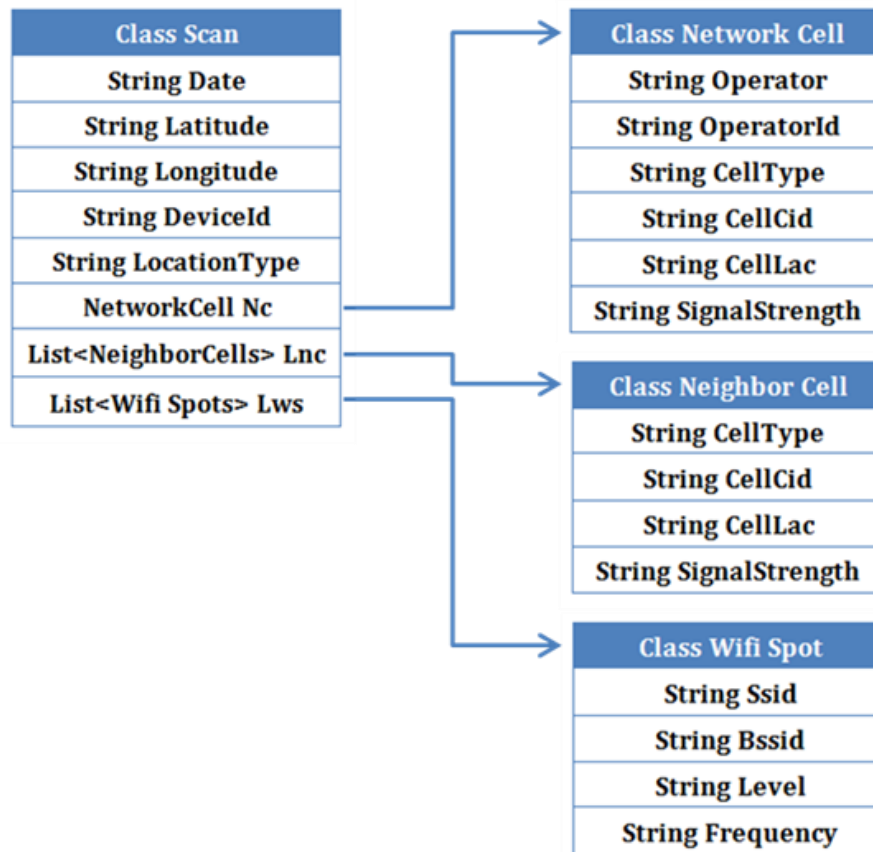 Class Scan
String Date
String Latitude
String Longitude
String DeviceId
String LocationType
NetworkCell Nc
List<NeighborCells> Lnc
List<Wifi Spots> Lws
Class Network Cell
String Operator
String OperatorId
String CellType
String CellCid
String CellLac
String SignalStrength
Class Neighbor Cell
String CellType
String CellCid
String CellLac
String SignalStrength
Class Wifi Spot
String Ssid
String Bssid
String Level
String Frequency